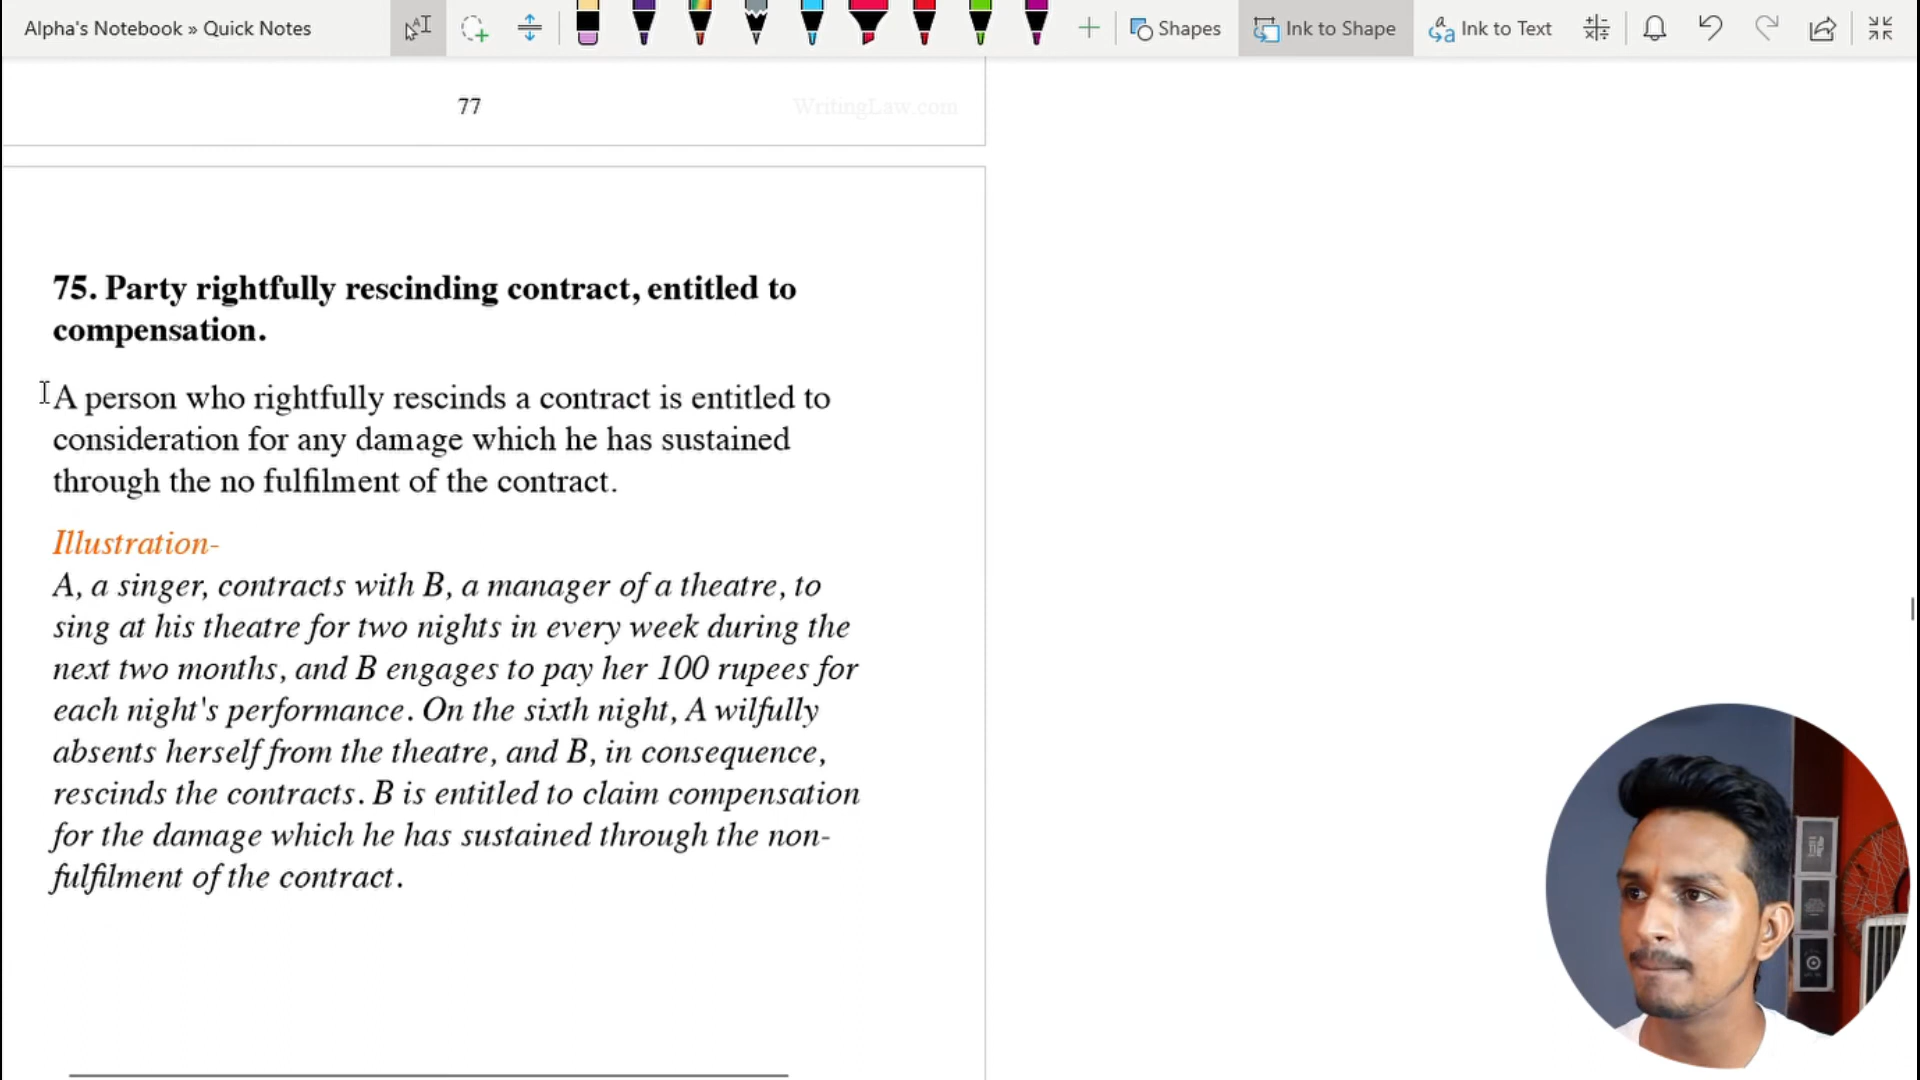 Alpha's Notebook » Quick Notes
Shapes
Ink to Shape
Ink to Text
77
WritingLaw.com
75. Party rightfully rescinding contract, entitled to
compensation.
A person who rightfully rescinds a contract is entitled to
consideration for any damage which he has sustained
through the no fulfilment of the contract.
Illustration-
A, a singer, contracts with B, a manager of a theatre, to
sing at his theatre for two nights in every week during the
next two months, and B engages to pay her 100 rupees for
each night's performance. On the sixth night, A wilfully
absents herself from the theatre, and B, in consequence,
rescinds the contracts. B is entitled to claim compensation
for the damage which he has sustained through the non-
fulfilment of the contract.